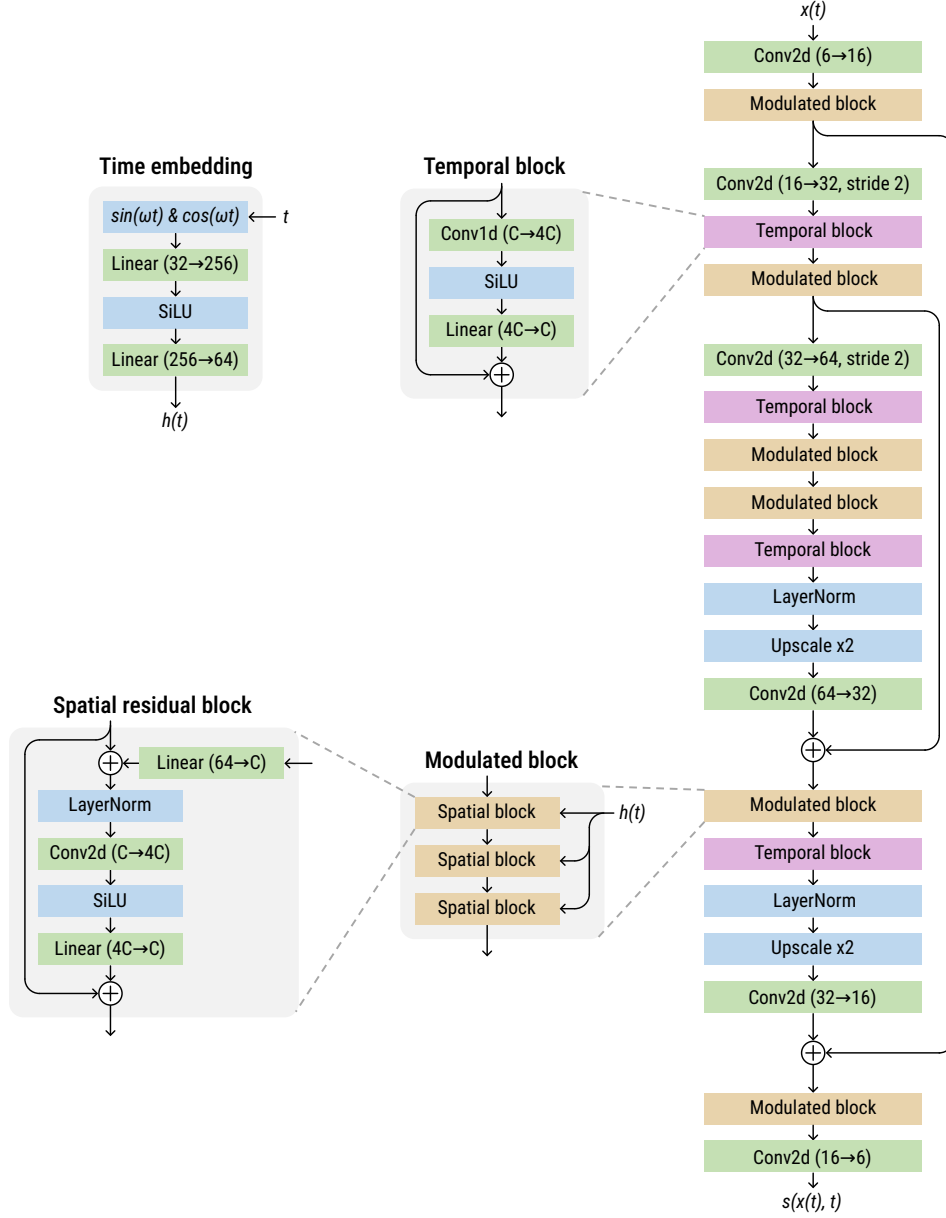 Time embedding
sin(ωt) & cos(ωt)
t
Linear (32→256)
SiLU
Linear (256→64)
h(t)
Temporal block
Conv1d (C→4C)
SiLU
Linear (4C→C)
Spatial residual block
Linear (64→C)
LayerNorm
Conv2d (C→4C)
SiLU
Linear (4C→C)
Modulated block
Spatial block
h(t)
Spatial block
Spatial block
x(t)
Conv2d (6→16)
Modulated block
Conv2d (16→32, stride 2)
Temporal block
Modulated block
Conv2d (32→64, stride 2)
Temporal block
Modulated block
Modulated block
Temporal block
LayerNorm
Upscale x2
Conv2d (64→32)
Modulated block
Temporal block
LayerNorm
Upscale x2
Conv2d (32→16)
Modulated block
Conv2d (16→6)
s(x(t), t)